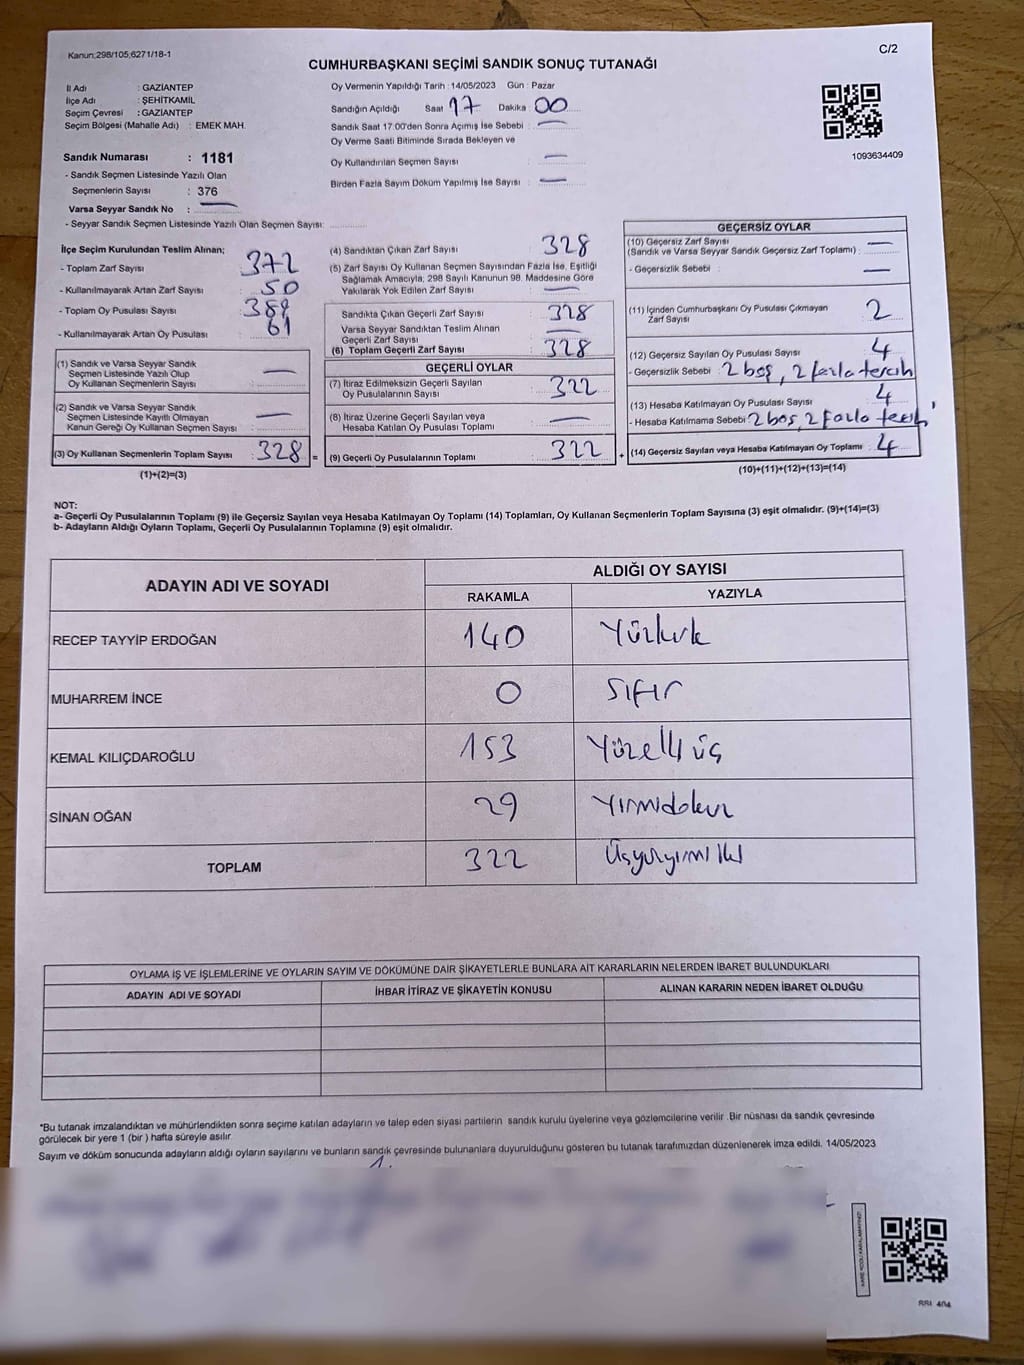 Kanun:298/105;6271/18-1
C/2
CUMHURBAŞKANI SEÇİMİ SANDIK SONUÇ TUTANAĞI
İl Adı : GAZİANTEP
İlçe Adı : ŞEHİTKAMİL
Seçim Çevresi : GAZİANTEP
Seçim Bölgesi (Mahalle Adı) : EMEK MAH.
Sandık Numarası : 1181
- Sandık Seçmen Listesinde Yazılı Olan
Seçmenlerin Sayısı : 376
Varsa Seyyar Sandık No : —
- Seyyar Sandık Seçmen Listesinde Yazılı Olan Seçmen Sayısı:
Oy Vermenin Yapıldığı Tarih : 14/05/2023 Gün : Pazar
Sandığın Açıldığı Saat 17 Dakika : 00
Sandık Saat 17:00'den Sonra Açımış İse Sebebi : —
Oy Verme Saati Bitiminde Sırada Bekleyen ve
Oy Kullandırılan Seçmen Sayısı : —
Birden Fazla Sayım Döküm Yapılmış İse Sayısı : —
1093634409
İlçe Seçim Kurulundan Teslim Alınan;
- Toplam Zarf Sayısı : 372
- Kullanılmayarak Artan Zarf Sayısı : 50
- Toplam Oy Pusulası Sayısı : 389
- Kullanılmayarak Artan Oy Pusulası : 61
(1) Sandık ve Varsa Seyyar Sandık
Seçmen Listesinde Yazılı Olup
Oy Kullanan Seçmenlerin Sayısı : —
(2) Sandık ve Varsa Seyyar Sandık
Seçmen Listesinde Kayıtlı Olmayan
Kanun Gereği Oy Kullanan Seçmen Sayısı : —
(3) Oy Kullanan Seçmenlerin Toplam Sayısı : 328 =
(1)+(2)=(3)
(4) Sandıktan Çıkan Zarf Sayısı : 328
(5) Zarf Sayısı Oy Kullanan Seçmen Sayısından Fazla İse, Eşitliği
Sağlamak Amacıyla, 298 Sayılı Kanunun 98. Maddesine Göre
Yakılarak Yok Edilen Zarf Sayısı : —
Sandıkta Çıkan Geçerli Zarf Sayısı : 328
Varsa Seyyar Sandıktan Teslim Alınan
Geçerli Zarf Sayısı : —
(6) Toplam Geçerli Zarf Sayısı : 328
GEÇERLİ OYLAR
(7) İtiraz Edilmeksizin Geçerli Sayılan
Oy Pusulalarının Sayısı : 322
(8) İtiraz Üzerine Geçerli Sayılan veya
Hesaba Katılan Oy Pusulası Toplamı : —
(9) Geçerli Oy Pusulalarının Toplamı : 322 +
GEÇERSİZ OYLAR
(10) Geçersiz Zarf Sayısı
(Sandık ve Varsa Seyyar Sandık Geçersiz Zarf Toplamı) : —
- Geçersizlik Sebebi : —
(11) İçinden Cumhurbaşkanı Oy Pusulası Çıkmayan
Zarf Sayısı : 2
(12) Geçersiz Sayılan Oy Pusulası Sayısı : 4
- Geçersizlik Sebebi : 2 boş, 2 fazla tercih
(13) Hesaba Katılmayan Oy Pusulası Sayısı : 4
- Hesaba Katılmama Sebebi : 2 boş, 2 fazla
(14) Geçersiz Sayılan veya Hesaba Katılmayan Oy Toplamı : 4
(10)+(11)+(12)+(13)=(14)
NOT:
a- Geçerli Oy Pusulalarının Toplamı (9) ile Geçersiz Sayılan veya Hesaba Katılmayan Oy Toplamı (14) Toplamları, Oy Kullanan Seçmenlerin Toplam Sayısına (3) eşit olmalıdır. (9)+(14)=(3)
b- Adayların Aldığı Oyların Toplamı, Geçerli Oy Pusulalarının Toplamına (9) eşit olmalıdır.
ADAYIN ADI VE SOYADI ALDIĞI OY SAYISI
RAKAMLA YAZIYLA
RECEP TAYYİP ERDOĞAN 140 Yüzkırk
MUHARREM İNCE 0 Sıfır
KEMAL KILIÇDAROĞLU 153 Yüzelli üç
SİNAN OĞAN 29 Yirmidokuz
TOPLAM 322 Üçyüzyirmi iki
OYLAMA İŞ VE İŞLEMLERİNE VE OYLARIN SAYIM VE DÖKÜMÜNE DAİR ŞİKAYETLERLE BUNLARA AİT KARARLARIN NELERDEN İBARET BULUNDUKLARI
ADAYIN ADI VE SOYADI İHBAR İTİRAZ VE ŞİKAYETİN KONUSU ALINAN KARARIN NEDEN İBARET OLDUĞU
*Bu tutanak imzalandıktan ve mühürlendikten sonra seçime katılan adayların ve talep eden siyasi partilerin sandık kurulu üyelerine veya gözlemcilerine verilir .Bir nüshası da sandık çevresinde
görülecek bir yere 1 (bir ) hafta süreyle asılır.
Sayım ve döküm sonucunda adayların aldığı oyların sayılarını ve bunların sandık çevresinde bulunanlara duyurulduğunu gösteren bu tutanak tarafımızdan düzenlenerek imza edildi. 14/05/2023